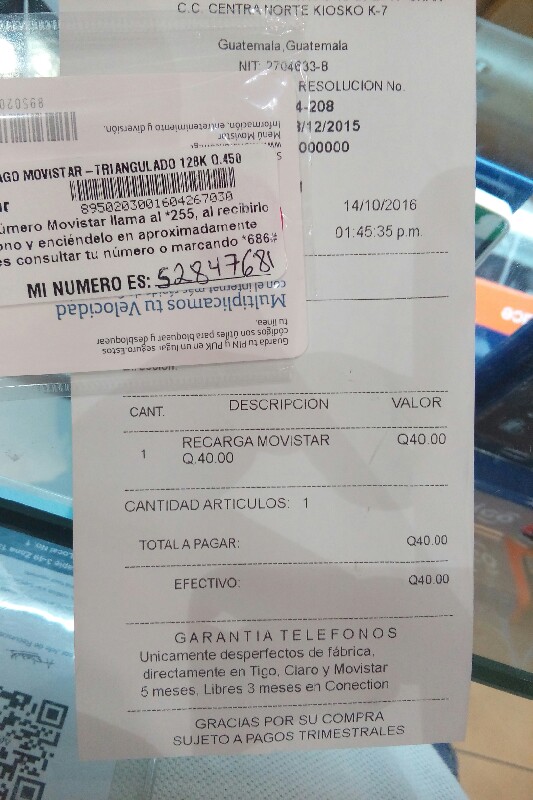 C.C. CENTRA NORTE KIOSKO K-7
Guatemala, Guatemala
NIT: 2704633-B
RESOLUCION No.
4-208
/12/2015
000000
14/10/2016
01:45:35 p.m.
895020
Información, entretenimiento y diversión.
Menú Movistar
AGO MOVISTAR – TRIANGULADO 128K Q.450
8950203001604267030
úmero Movistar llama al *255, al recibirlo
ono y enciéndelo en aproximadamente
es consultar tu número o marcando *686#
MI NUMERO ES: 52847681
Multiplicamos tu Velocidad
con el internet más rápido
Guarda tu PIN y PUK en un lugar seguro. Estos
códigos son útiles para bloquear y desbloquear
tu línea.
CANT. DESCRIPCION VALOR
1 RECARGA MOVISTAR Q40.00
Q.40.00
CANTIDAD ARTICULOS: 1
TOTAL A PAGAR: Q40.00
EFECTIVO: Q40.00
GARANTIA TELEFONOS
Unicamente desperfectos de fábrica,
directamente en Tigo, Claro y Movistar
5 meses. Libres 3 meses en Conection
GRACIAS POR SU COMPRA
SUJETO A PAGOS TRIMESTRALES